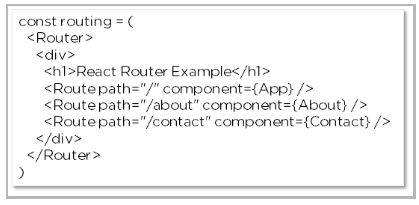 const routing = (
<Router>
<div>
<h1>React Router Example</h1>
<Route path="/" component={App} />
<Route path="/about" component={About} />
<Route path="/contact" component={Contact} />
</div>
</Router>
)